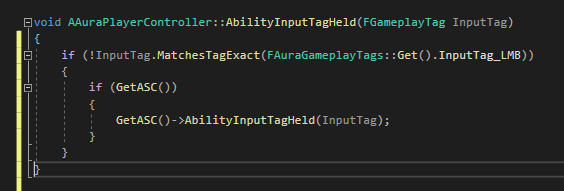 void AAuraPlayerController::AbilityInputTagHeld(FGameplayTag InputTag)
{
if (!InputTag.MatchesTagExact(FAuraGameplayTags::Get().InputTag_LMB))
{
if (GetASC())
{
GetASC()->AbilityInputTagHeld(InputTag);
}
}
}